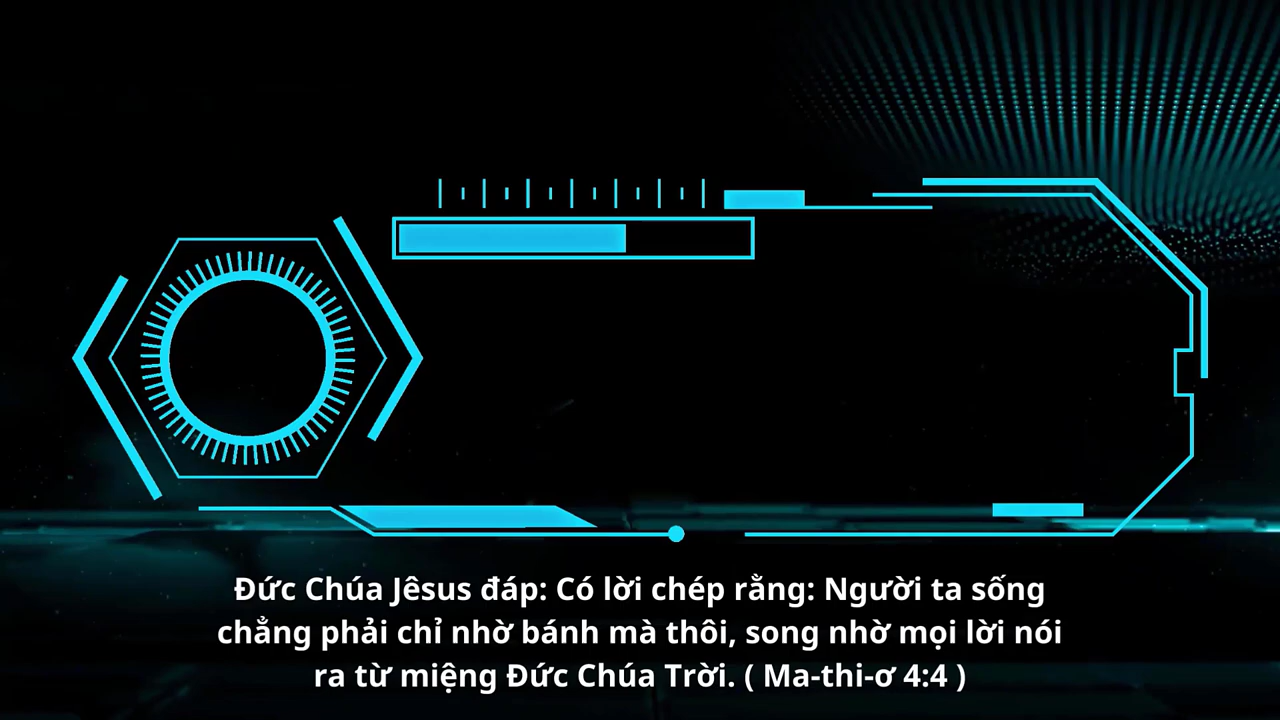 Đức Chúa Jêsus đáp: Có lời chép rằng: Người ta sống
chẳng phải chỉ nhờ bánh mà thôi, song nhờ mọi lời nói
ra từ miệng Đức Chúa Trời. ( Ma-thi-ơ 4:4 )